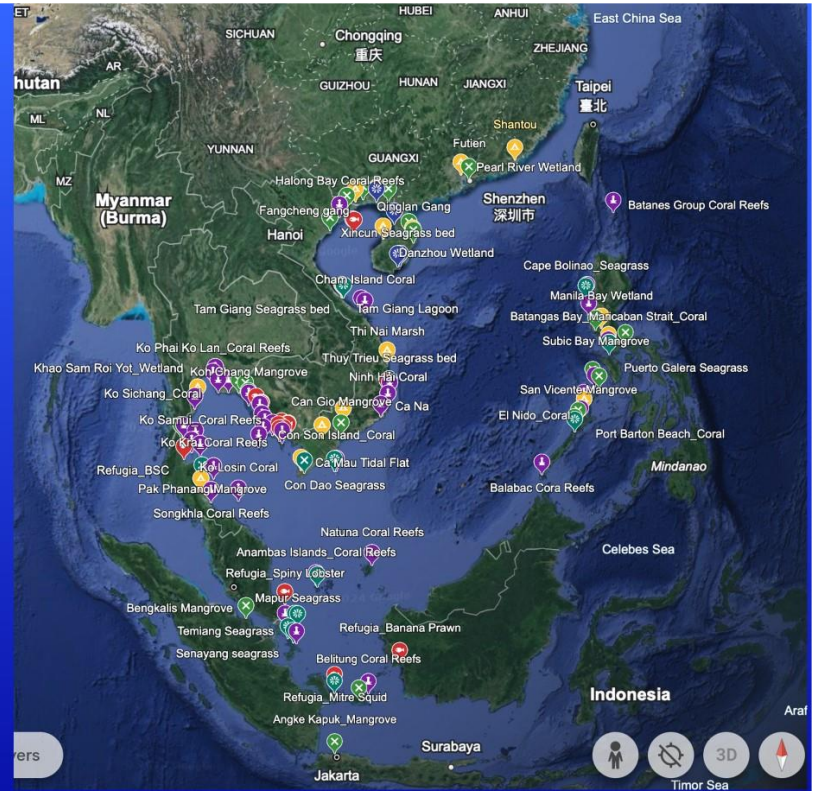 ET
HUBEI
ANHUI
East China Sea
SICHUAN
Chongqing
重庆
ZHEJIANG
AR
hutan
GUIZHOU
HUNAN
JIANGXI
Taipei
臺北
NL
ML
Shantou
YUNNAN
Futien
GUANGXI
Pearl River Wetland
MZ
Halong Bay Coral Reefs
Myanmar
(Burma)
Shenzhen
深圳市
Batanes Group Coral Reefs
Fangcheng gang
Qinglan Gang
Hanoi
Xincun Seagrass bed
Danzhou Wetland
Cape Bolinao_Seagrass
Cham Island Coral
Manila Bay Wetland
Tam Giang Seagrass bed
Tam Giang Lagoon
Batangas Bay_Maricaban Strait_Coral
Thi Nai Marsh
Subic Bay Mangrove
Ko Phai Ko Lan_Coral Reefs
Thuy Trieu Seagrass bed
Khao Sam Roi Yot_Wetland
Koh Chang Mangrove
Puerto Galera Seagrass
Ninh Hai Coral
Ko Sichang_Coral
San Vicente Mangrove
Can Gio Mangrove
Ca Na
Ko Samui_Coral Reefs
El Nido_Coral
Con Son Island_Coral
Port Barton Beach_Coral
Ko Kra_Coral Reefs
Ca Mau Tidal Flat
Refugia_BSC
Ko Losin Coral
Mindanao
Con Dao Seagrass
Balabac Cora Reefs
Pak Phanang Mangrove
Songkhla Coral Reefs
Natuna Coral Reefs
Anambas Islands_Coral Reefs
Celebes Sea
Refugia_Spiny Lobster
Mapur Seagrass
Bengkalis Mangrove
Temiang Seagrass
Refugia_Banana Prawn
Senayang seagrass
Belitung Coral Reefs
Refugia_Mitre Squid
Indonesia
Angke Kapuk_Mangrove
Araf
yers
Surabaya
3D
Jakarta
Timor Sea